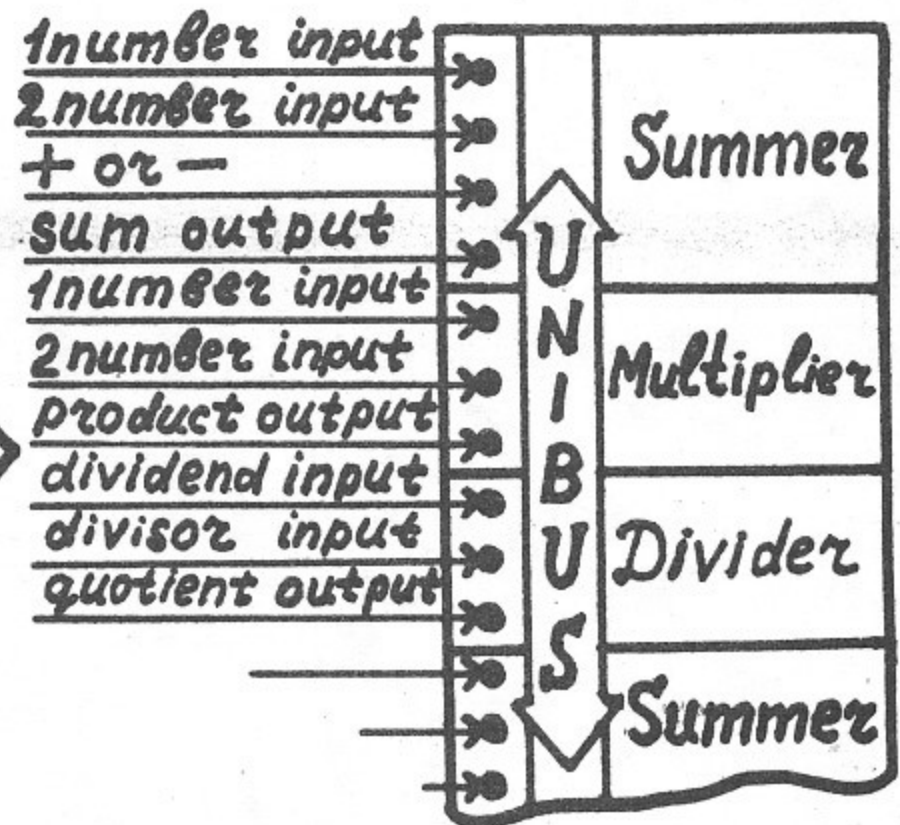 1number input
2number input
+ or −
sum output
1number input
2number input
product output
dividend input
divisor input
quotient output
UNIBUS
Summer
Multiplier
Divider
Summer